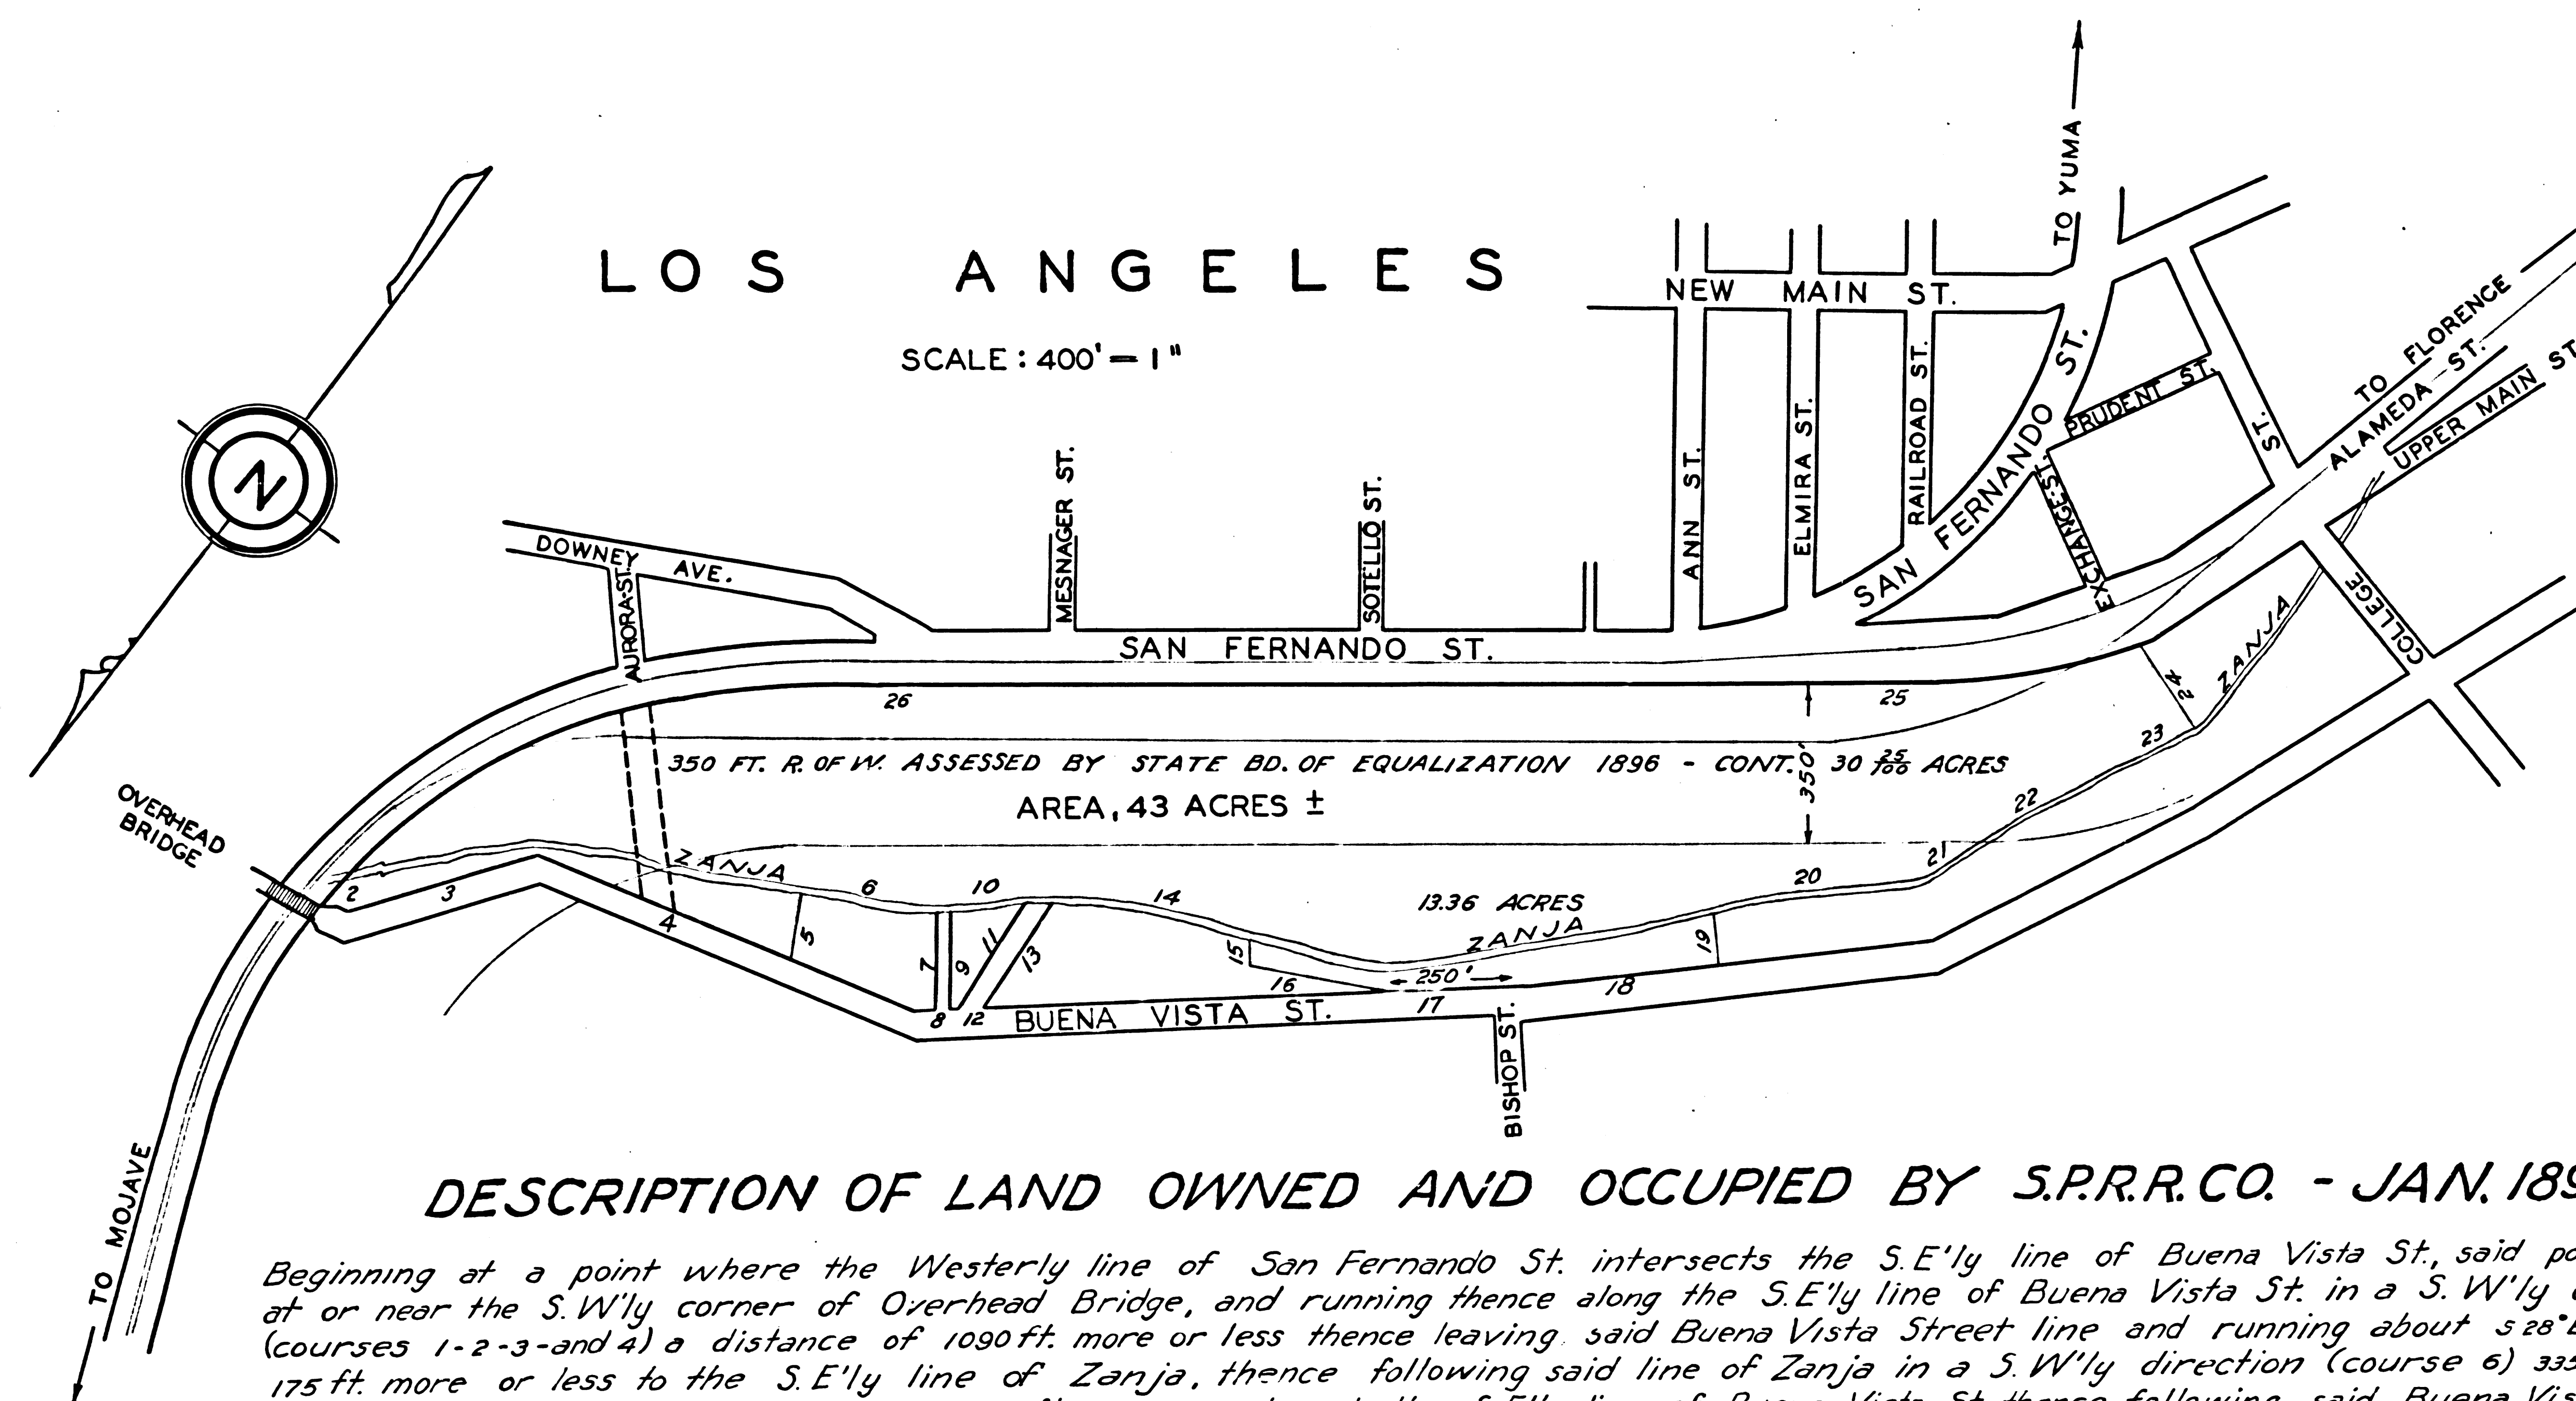 LOS ANGELES
SCALE: 400' = 1"
N
TO YUMA
NEW MAIN ST.
ANN ST.
ELMIRA ST.
RAILROAD ST.
SAN FERNANDO ST.
PRUDENT ST.
EXCHANGE ST.
ST.
TO FLORENCE
ALAMEDA ST.
UPPER MAIN ST
COLLEGE
ZANJA
DOWNEY AVE.
AURORA ST.
MESNAGER ST.
SOTELLO ST.
SAN FERNANDO ST.
26
25
24
23
22
350 FT. R. OF W. ASSESSED BY STATE BD. OF EQUALIZATION 1896 - CONT. 30 25/100 ACRES
350'
AREA, 43 ACRES ±
OVERHEAD
BRIDGE
2
3
4
ZANJA
5
6
7
8
9
10
11
12
13
14
13.36 ACRES
ZANJA
15
16
250'
17
18
19
20
21
BUENA VISTA ST.
BISHOP ST.
TO MOJAVE
DESCRIPTION OF LAND OWNED AND OCCUPIED BY S.P.R.R.CO. - JAN. 189
Beginning at a point where the Westerly line of San Fernando St. intersects the S.E'ly line of Buena Vista St., said po
at or near the S.W'ly corner of Overhead Bridge, and running thence along the S.E'ly line of Buena Vista St. in a S.W'ly
(courses 1-2-3-and 4) a distance of 1090 ft. more or less thence leaving said Buena Vista Street line and running about S 28°
175 ft. more or less to the S.E'ly line of Zanja, thence following said line of Zanja in a S.W'ly direction (course 6) 335